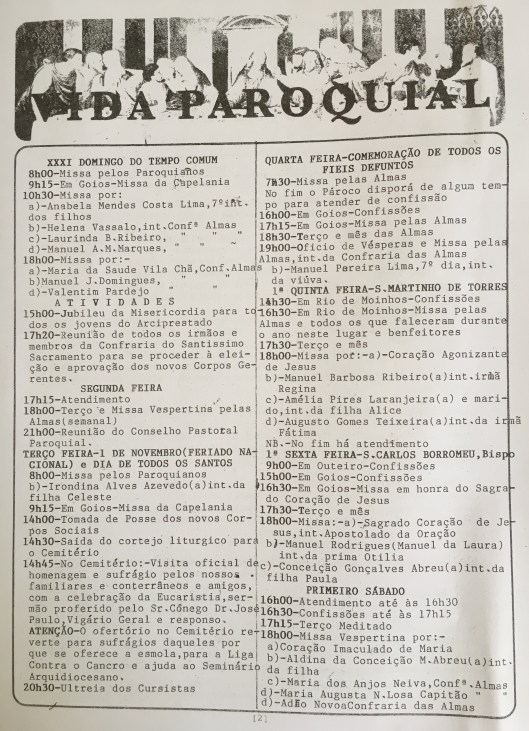 VIDA PAROQUIAL
XXXI DOMINGO DO TEMPO COMUM
8h00-Missa pelos Paroquianos
9h15-Em Goios-Missa da Capelania
10h30-Missa por:
a)-Anabela Mendes Costa Lima,7ºint.
dos filhos
b)-Helena Vassalo,int.Confª Almas
c)-Laurinda B.Ribeiro, " " "
d)-Manuel A.M.Marques, " " "
18h00-Missa por:-
a)-Maria da Saude Vila Chã,Conf.Almas
b)Manuel J.Domingues, " "
d)-Valentim Pardejo " "
A T I V I D A D E S
15h00-Jubileu da Misericordia para to-
dos os jovens do Arciprestado
17h20-Reunião de todos os irmãos e
membros da Confraria do Santissimo
Sacramento para se proceder à elei-
ção e aprovação dos novos Corpos Ge-
rentes.
SEGUNDA FEIRA
17h15-Atendimento
18h00-Terço e Missa Vespertina pelas
Almas(semanal)
21h00-Reunião do Conselho Pastoral
Paroquial.
TERÇO FEIRA-1 DE NOVEMBRO(FERIADO NA-
CIONAL) e DIA DE TODOS OS SANTOS
8h00-Missa pelos Paroquianos
b)-Irondina Alves Azevedo(a)int.da
filha Celeste
9h15-Em Goios-Missa da Capelania
14h00-Tomada de Posse dos novos Cor-
pos Sociais
14h30-Saida do cortejo liturgico para
o Cemitério
14h45-No Cemitério:-Visita oficial de
homenagem e sufrágio pelos nossos
familiares e conterrâneos e amigos,
com a celebração da Eucaristia,ser-
mão proferido pelo Sr.Cónego Dr.José
Paulo,Vigário Geral e responso.
ATENÇÃO-O ofertório no Cemitério re-
verte para sufrágios daqueles por
que se oferece a esmola,para a Liga
Contra o Cancro e ajuda ao Seminário
Arquidiocesano.
20h30-Ultreia dos Cursistas
QUARTA FEIRA-COMEMORAÇÃO DE TODOS OS
FIEIS DEFUNTOS
7h30-Missa pelas Almas
No fim o Pároco disporá de algum tem-
po para atender de confissão
16h00-Em Goios-Confissões
17h15-Em Goios-Missa pelas Almas
18h30-Terço e mês das Almas
19h00-Oficio de Vésperas e Missa pelas
Almas,int.da Confraria das Almas
b)-Manuel Pereira Lima,7º dia,int.
da viúva.
1ª QUINTA FEIRA-S.MARTINHO DE TORRES
14h30-Em Rio de Moinhos-Confissões
16h30-Em Rio de Moinhos-Missa pelas
Almas e todos os que faleceram durante
o ano neste lugar e benfeitores
17h30-Terço e mês
18h00-Missa por:-a)-Coração Agonizante
de Jesus
b)-Manuel Barbosa Ribeiro(a)int.irmã
Regina
c)-Amélia Pires Laranjeira(a) e mari-
do,int.da filha Alice
d)-Augusto Gomes Teixeira(a)int.da irmã
Fátima
NB.-No fim há atendimento
1ª SEXTA FEIRA-S.CARLOS BORROMEU,Bispo
9h00-Em Outeiro-Confissões
15h00-Em Goios-Confissões
16h30-Em Goios-Missa em honra do Sagra-
do Coração de Jesus
17h30-Terço e mês
18h00-Missa:-a)-Sagrado Coração de Je-
sus,int.Apostolado da Oração
b)-Manuel Rodrigues(Manuel da Laura)
int.da prima Otilia
c)-Conceição Gonçalves Abreu(a)int.da
filha Paula
PRIMEIRO SÁBADO
16h00-Atendimento até às 16h30
16h30-Confissões até às 17h15
17h15-Terço Meditado
18h00-Missa Vespertina por:-
a)Coração Imaculado de Maria
b)-Aldina da Conceição M.Abreu(a)int.
da filha
c)-Maria dos Anjos Neiva,Confª.Almas
d)-Maria Augusta N.Losa Capitão " "
d)-Adão NovoaConfraria das Almas
[2]